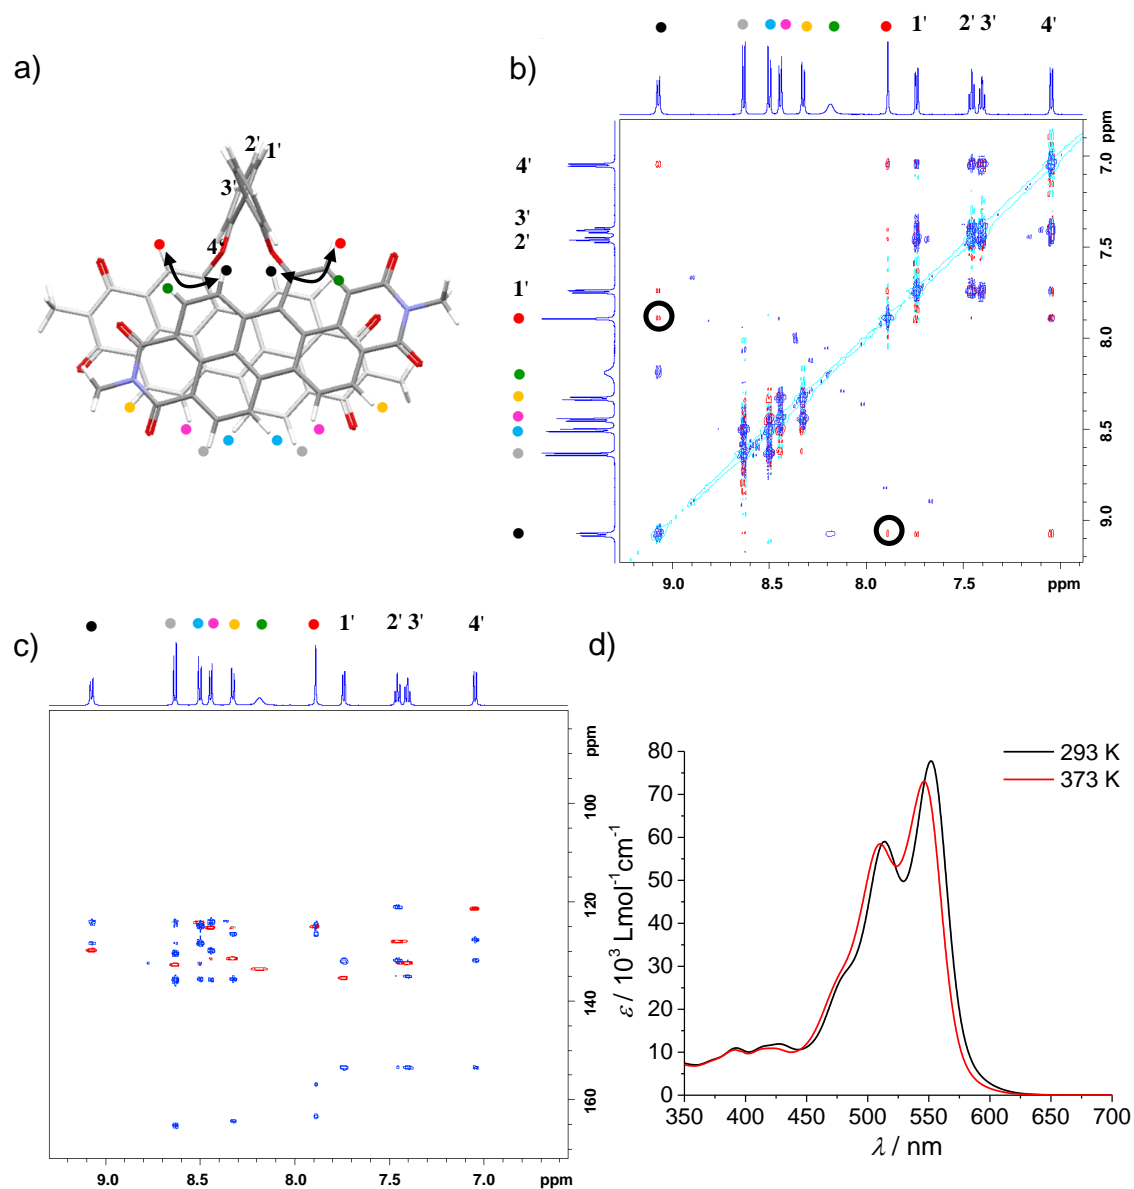 a)
2' 1'
3'
4'
b)
1' 2' 3' 4'
4'
3'
2'
1'
ppm
7.0
7.5
8.0
8.5
9.0
9.0 8.5 8.0 7.5 ppm
c)
1' 2' 3' 4'
ppm
100
120
140
160
9.0 8.5 8.0 7.5 7.0 ppm
d)
293 K
373 K
ε / 10³ Lmol⁻¹cm⁻¹
80
70
60
50
40
30
20
10
0
350 400 450 500 550 600 650 700
λ / nm